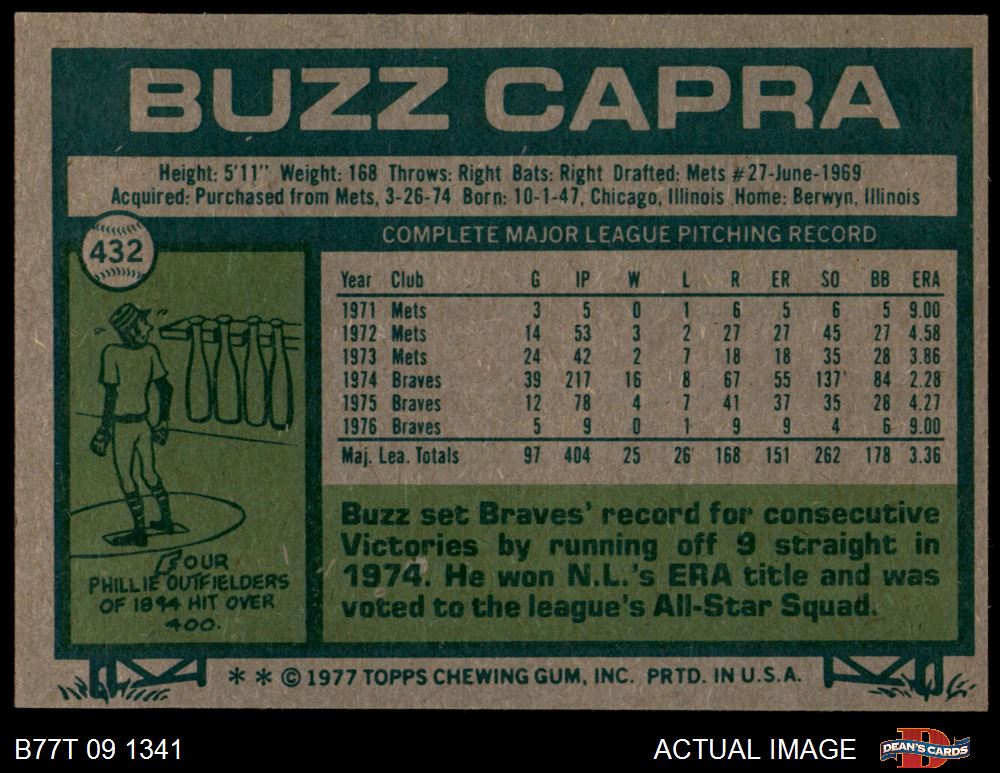 BUZZ CAPRA
Height: 5'11" Weight: 168 Throws: Right Bats: Right Drafted: Mets #27-June-1969
Acquired: Purchased from Mets, 3-26-74 Born: 10-1-47, Chicago, Illinois Home: Berwyn, Illinois
432
COMPLETE MAJOR LEAGUE PITCHING RECORD
Year Club G IP W L R ER SO BB ERA
1971 Mets 3 5 0 1 6 5 6 5 9.00
1972 Mets 14 53 3 2 27 27 45 27 4.58
1973 Mets 24 42 2 7 18 18 35 28 3.86
1974 Braves 39 217 16 8 67 55 137 84 2.28
1975 Braves 12 78 4 7 41 37 35 28 4.27
1976 Braves 5 9 0 1 9 9 4 6 9.00
Maj. Lea. Totals 97 404 25 26 168 151 262 178 3.36
FOUR
PHILLIE OUTFIELDERS
OF 1894 HIT OVER
400.
Buzz set Braves' record for consecutive
Victories by running off 9 straight in
1974. He won N.L.'s ERA title and was
voted to the league's All-Star Squad.
* * © 1977 TOPPS CHEWING GUM, INC. PRTD. IN U.S.A.
B77T 09 1341
ACTUAL IMAGE
DEAN'S CARDS